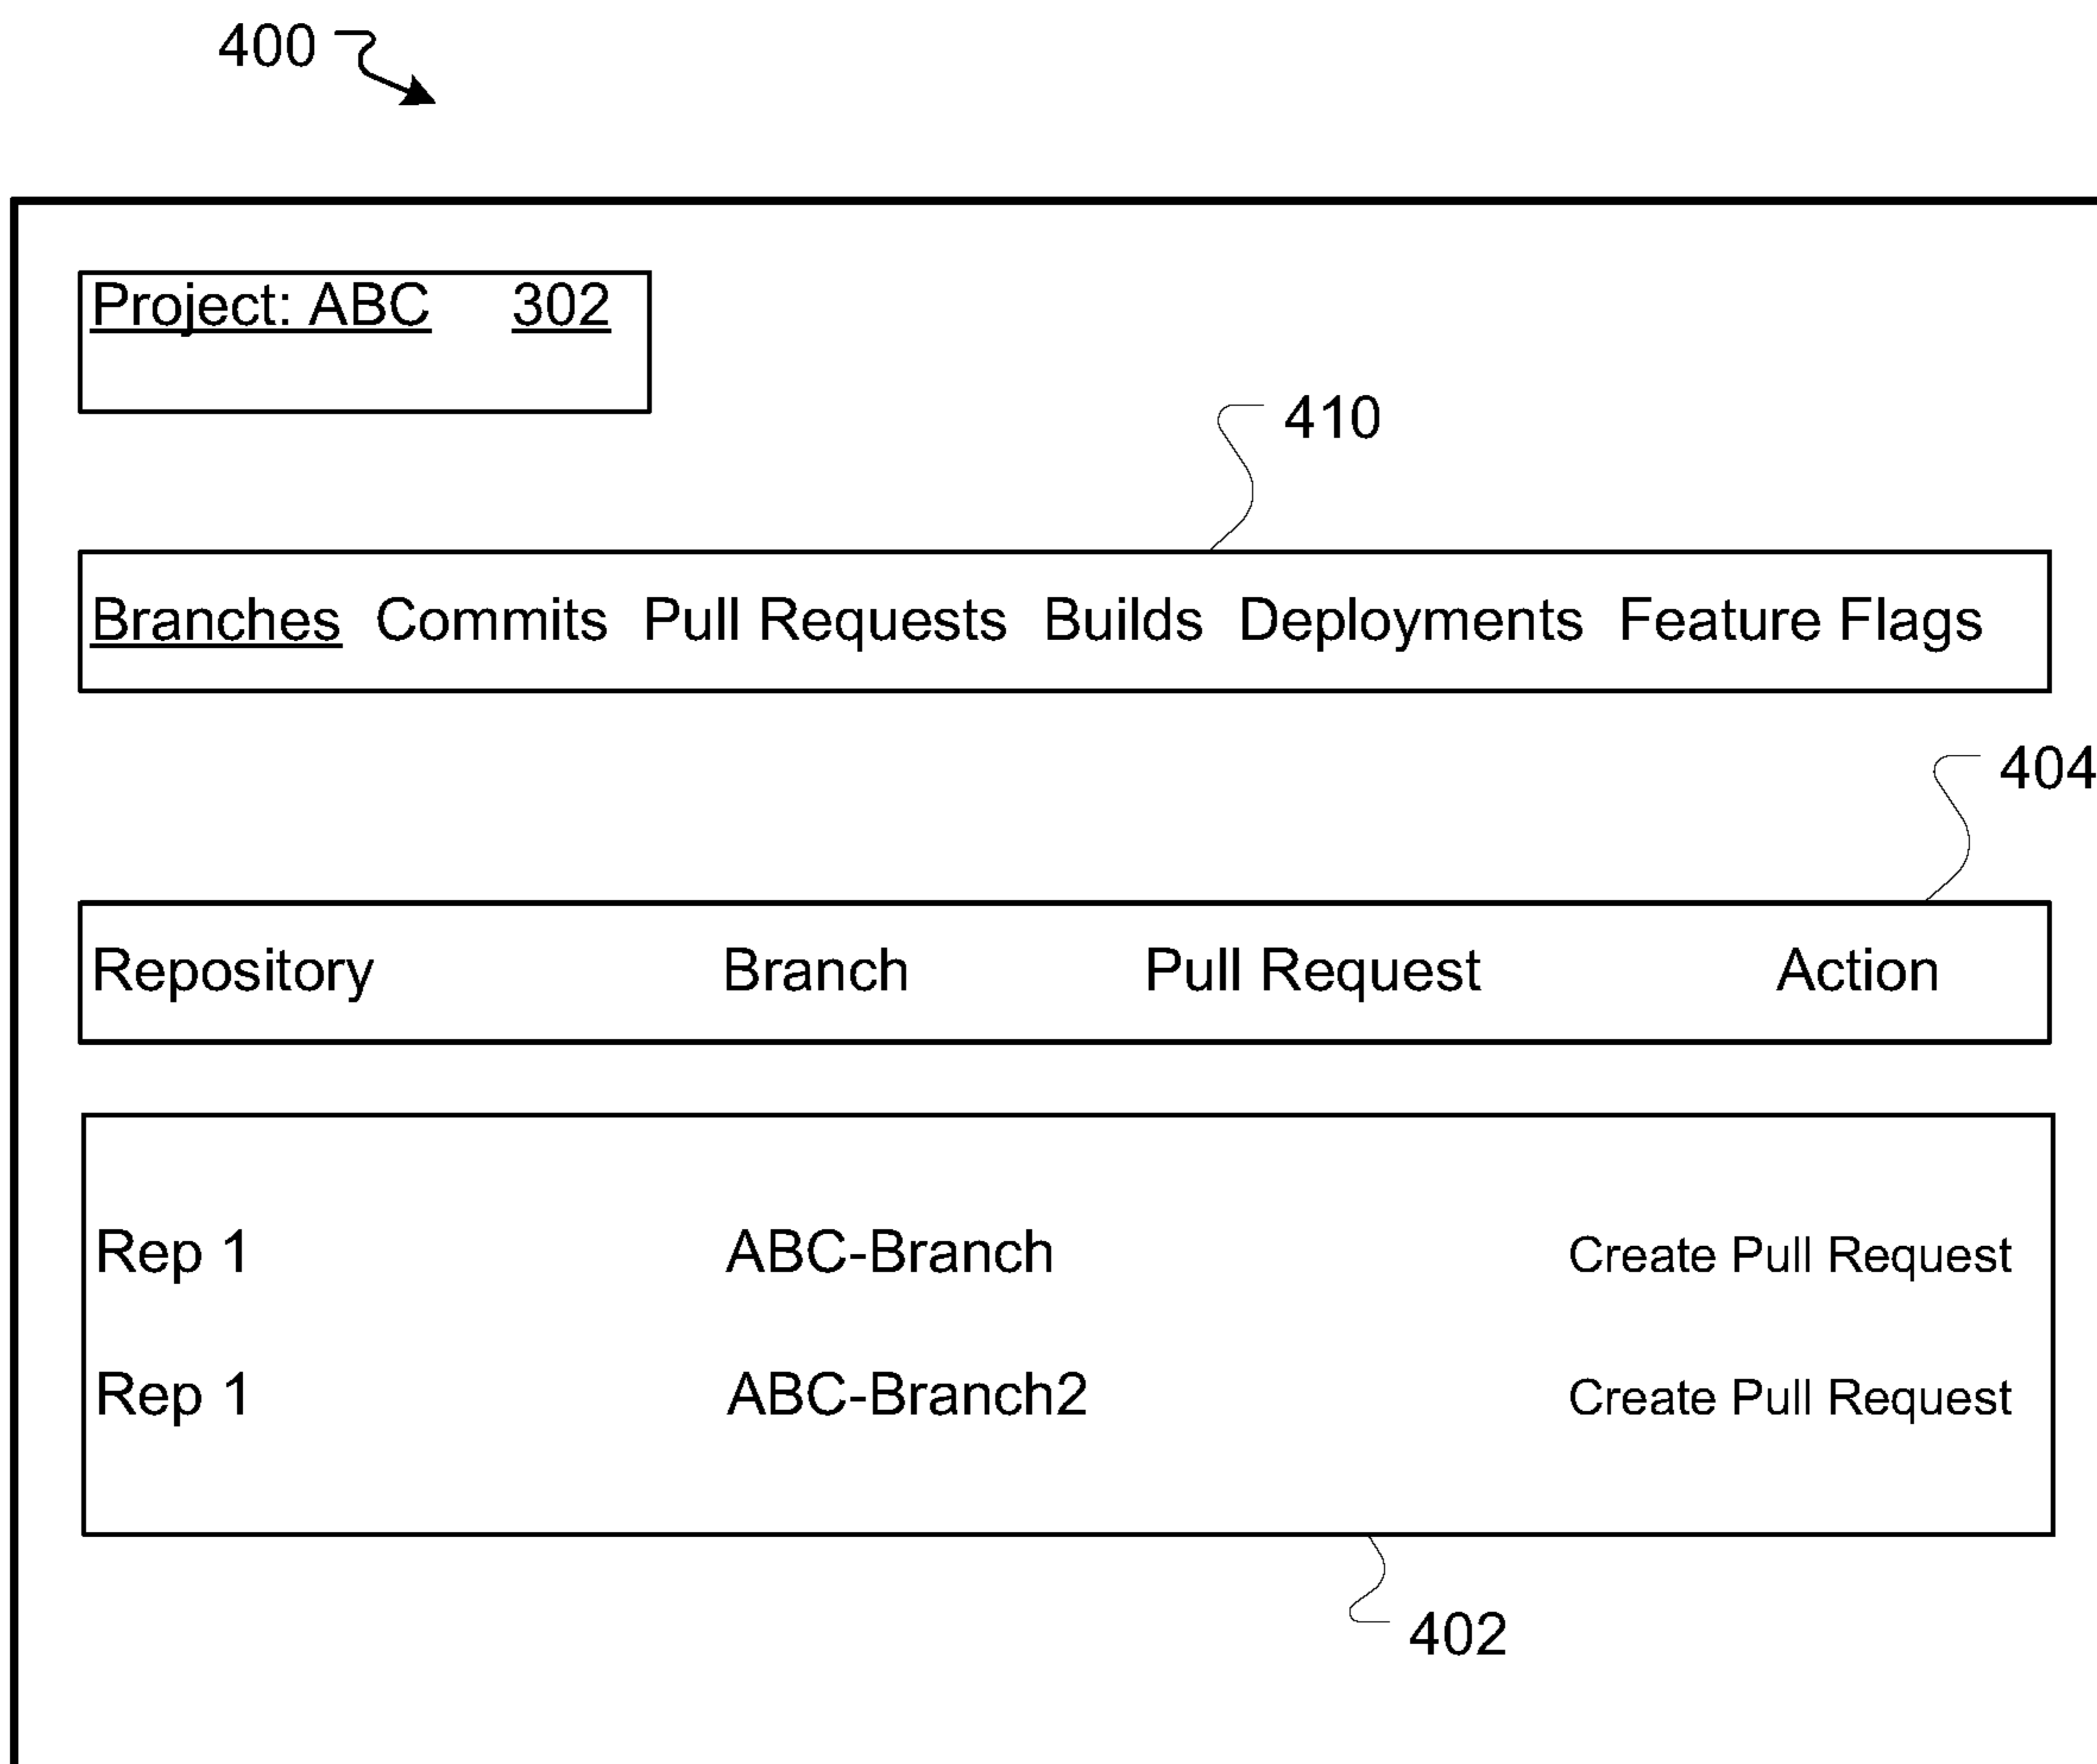 400
Project: ABC 302
410
Branches Commits Pull Requests Builds Deployments Feature Flags
404
Repository Branch Pull Request Action
Rep 1 ABC-Branch Create Pull Request
Rep 1 ABC-Branch2 Create Pull Request
402